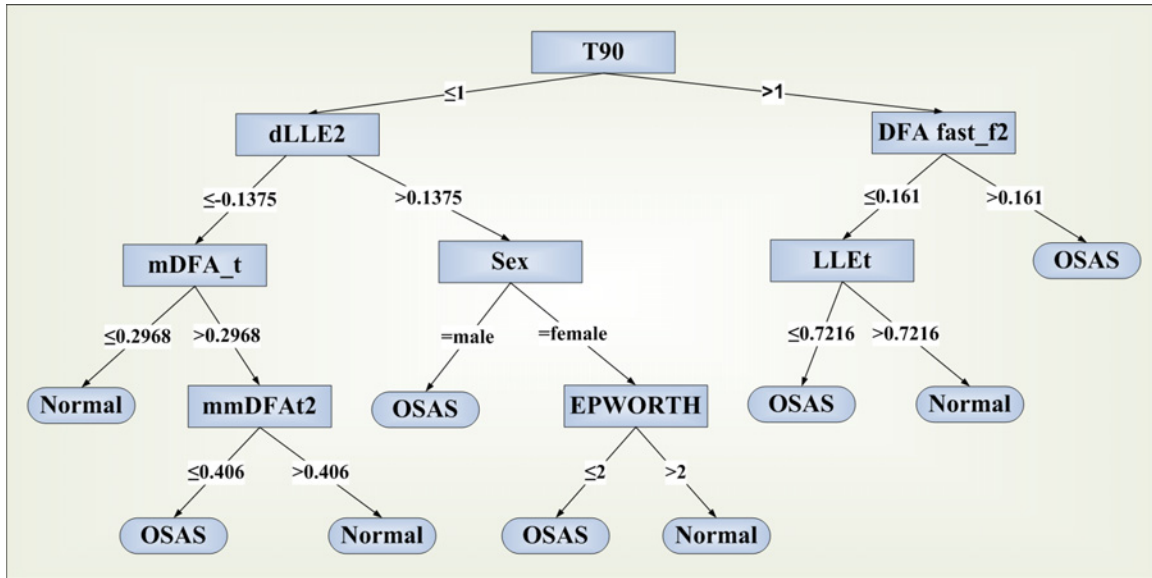 T90
≤1
>1
dLLE2
DFA fast_f2
≤-0.1375
>0.1375
≤0.161
>0.161
mDFA_t
Sex
LLEt
OSAS
≤0.2968
>0.2968
=male
=female
≤0.7216
>0.7216
Normal
mmDFAt2
OSAS
EPWORTH
OSAS
Normal
≤0.406
>0.406
≤2
>2
OSAS
Normal
OSAS
Normal